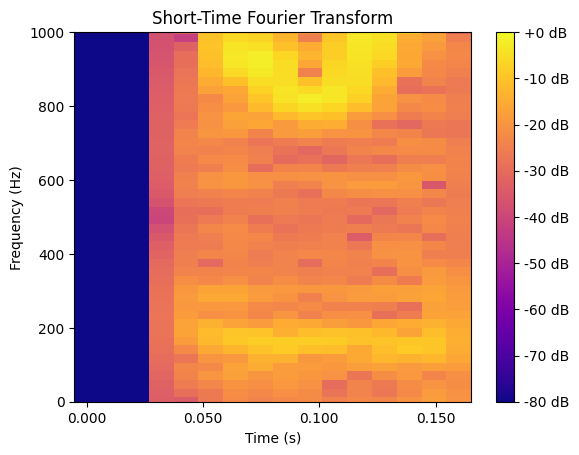 Short-Time Fourier Transform
1000
800
600
400
200
0
Frequency (Hz)
0.000
0.050
0.100
0.150
Time (s)
+0 dB
-10 dB
-20 dB
-30 dB
-40 dB
-50 dB
-60 dB
-70 dB
-80 dB